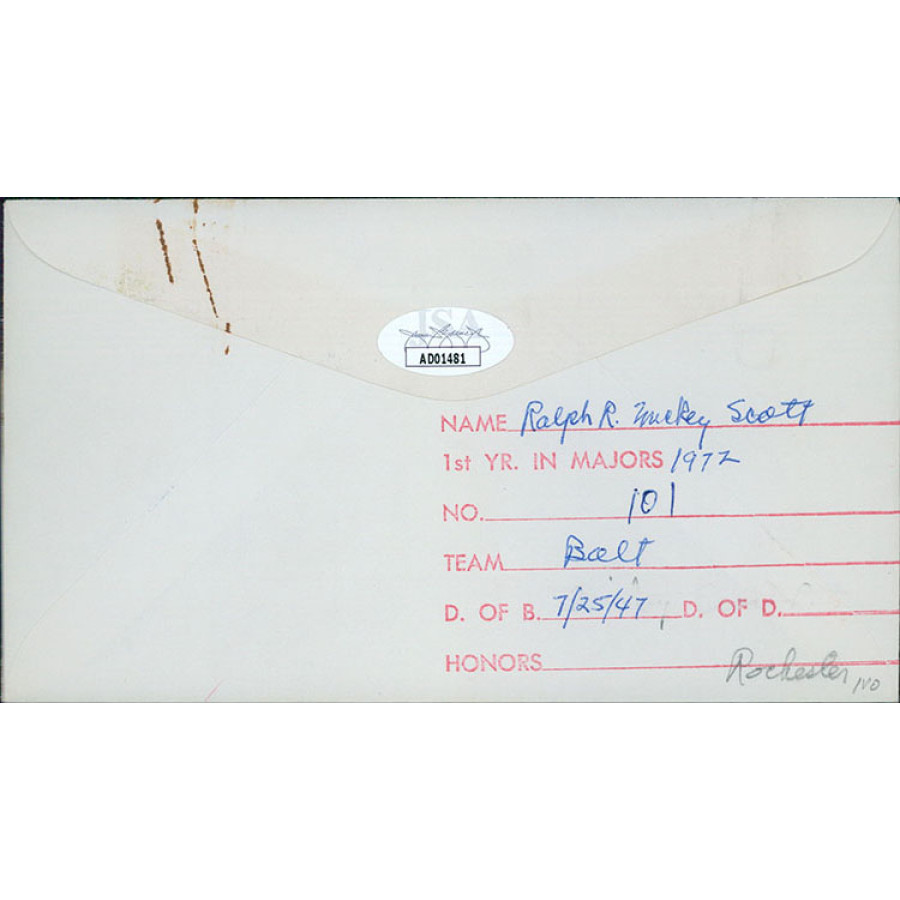 JSA
AD01481
NAME Ralph R. Mickey Scott
1st YR. IN MAJORS 1972
NO. 101
TEAM Balt
D. OF B. 7/25/47 D. OF D.
HONORS
Rochester